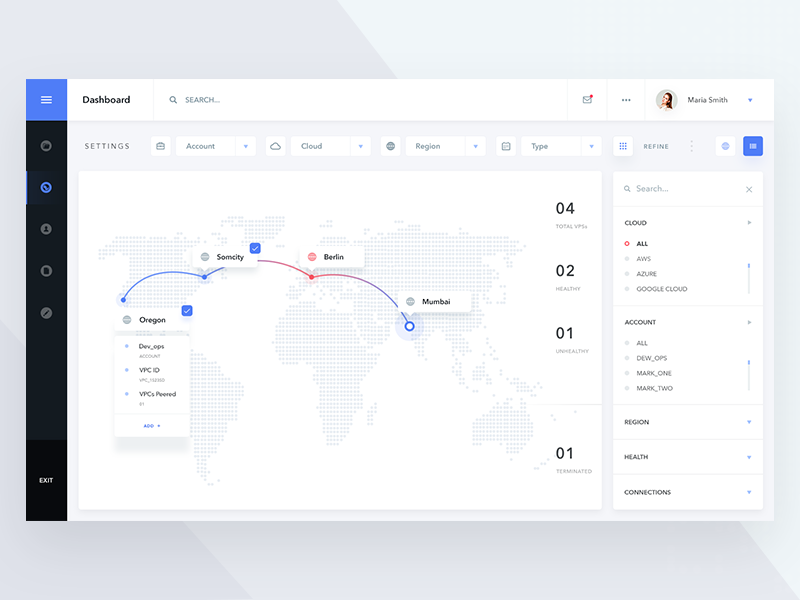 Dashboard
SEARCH...
Maria Smith
SETTINGS
Account
Cloud
Region
Type
REFINE
Somcity
Berlin
Mumbai
Oregon
Dev_ops
ACCOUNT
VPC ID
VPCs Peered
ADD
04
TOTAL VPSs
02
HEALTHY
01
UNHEALTHY
01
TERMINATED
Search...
CLOUD
ALL
AWS
AZURE
GOOGLE CLOUD
ACCOUNT
ALL
DEW_OPS
MARK_ONE
MARK_TWO
REGION
HEALTH
CONNECTIONS
EXIT